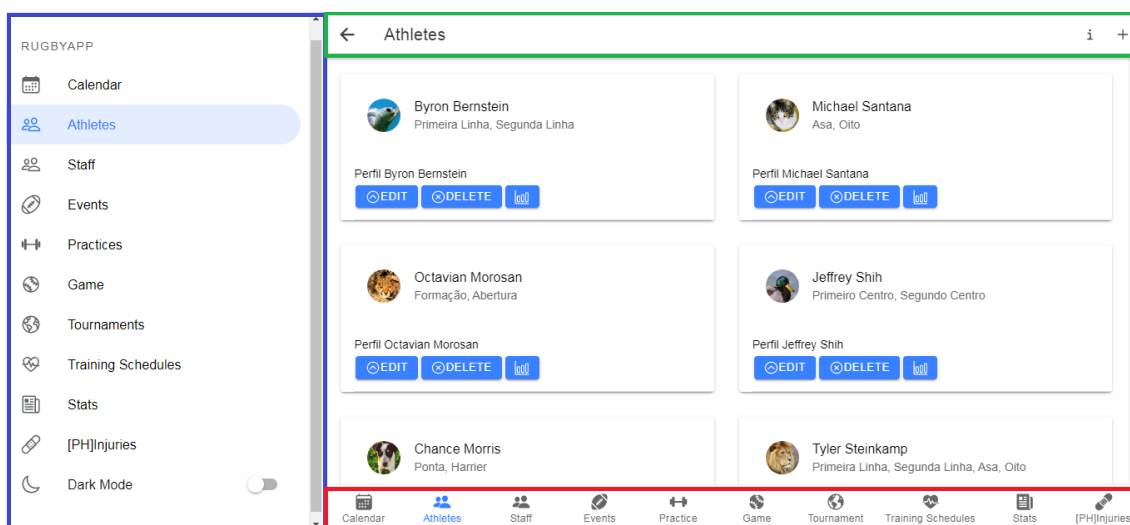 RUGBYAPP
Calendar
Athletes
Staff
Events
Practices
Game
Tournaments
Training Schedules
Stats
[PH]Injuries
Dark Mode
Athletes
Byron Bernstein
Primeira Linha, Segunda Linha
Perfil Byron Bernstein
EDIT DELETE
Michael Santana
Asa, Oito
Perfil Michael Santana
EDIT DELETE
Octavian Morosan
Formação, Abertura
Perfil Octavian Morosan
EDIT DELETE
Jeffrey Shih
Primeiro Centro, Segundo Centro
Perfil Jeffrey Shih
EDIT DELETE
Chance Morris
Ponta, Harrier
Tyler Steinkamp
Primeira Linha, Segunda Linha, Asa, Oito
Calendar Athletes Staff Events Practice Game Tournament Training Schedules Stats [PH]Injuries